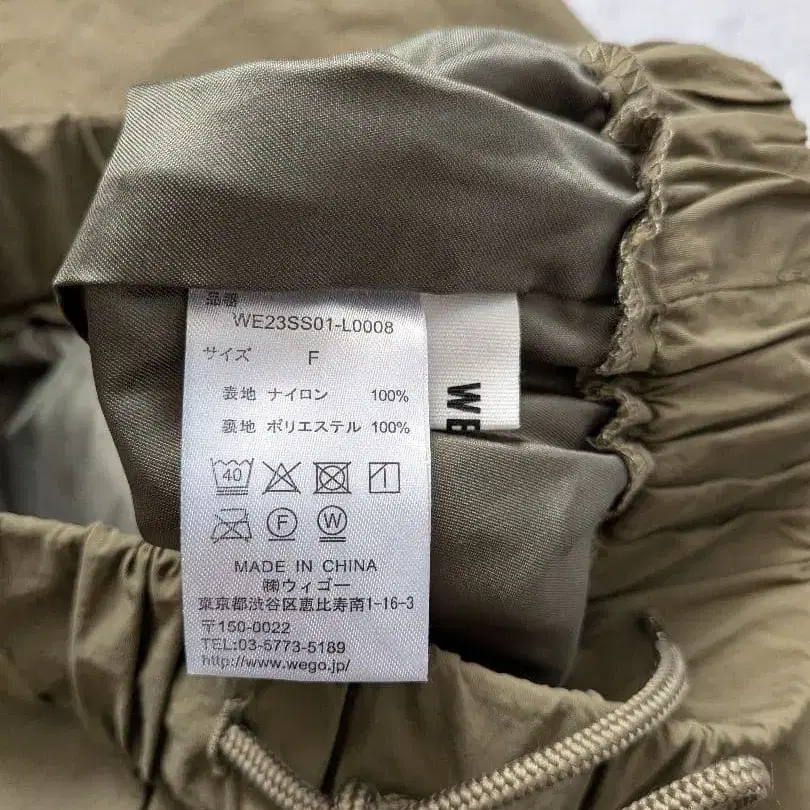 品番
WE23SS01-L0008
サイズ F
表地 ナイロン 100%
裏地 ポリエステル 100%
40
F W
MADE IN CHINA
㈱ウィゴー
東京都渋谷区恵比寿南1-16-3
〒150-0022
TEL:03-5773-5189
http://www.wego.jp/
WE